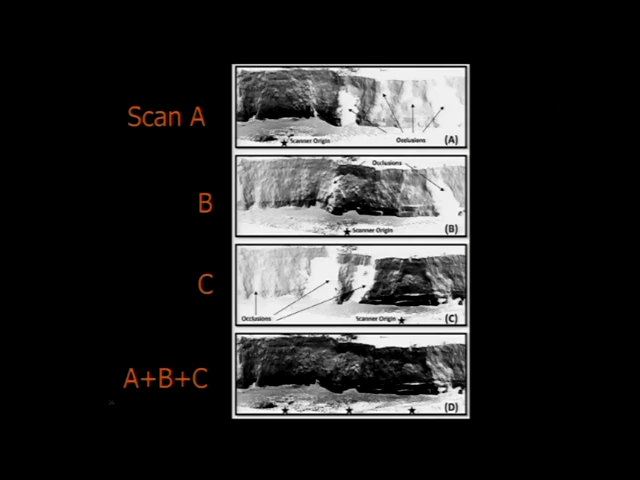 Scan A
Occlusions
Scanner Origin
(A)
B
Occlusions
Scanner Origin
(B)
C
Occlusions
Scanner Origin
(C)
A+B+C
(D)